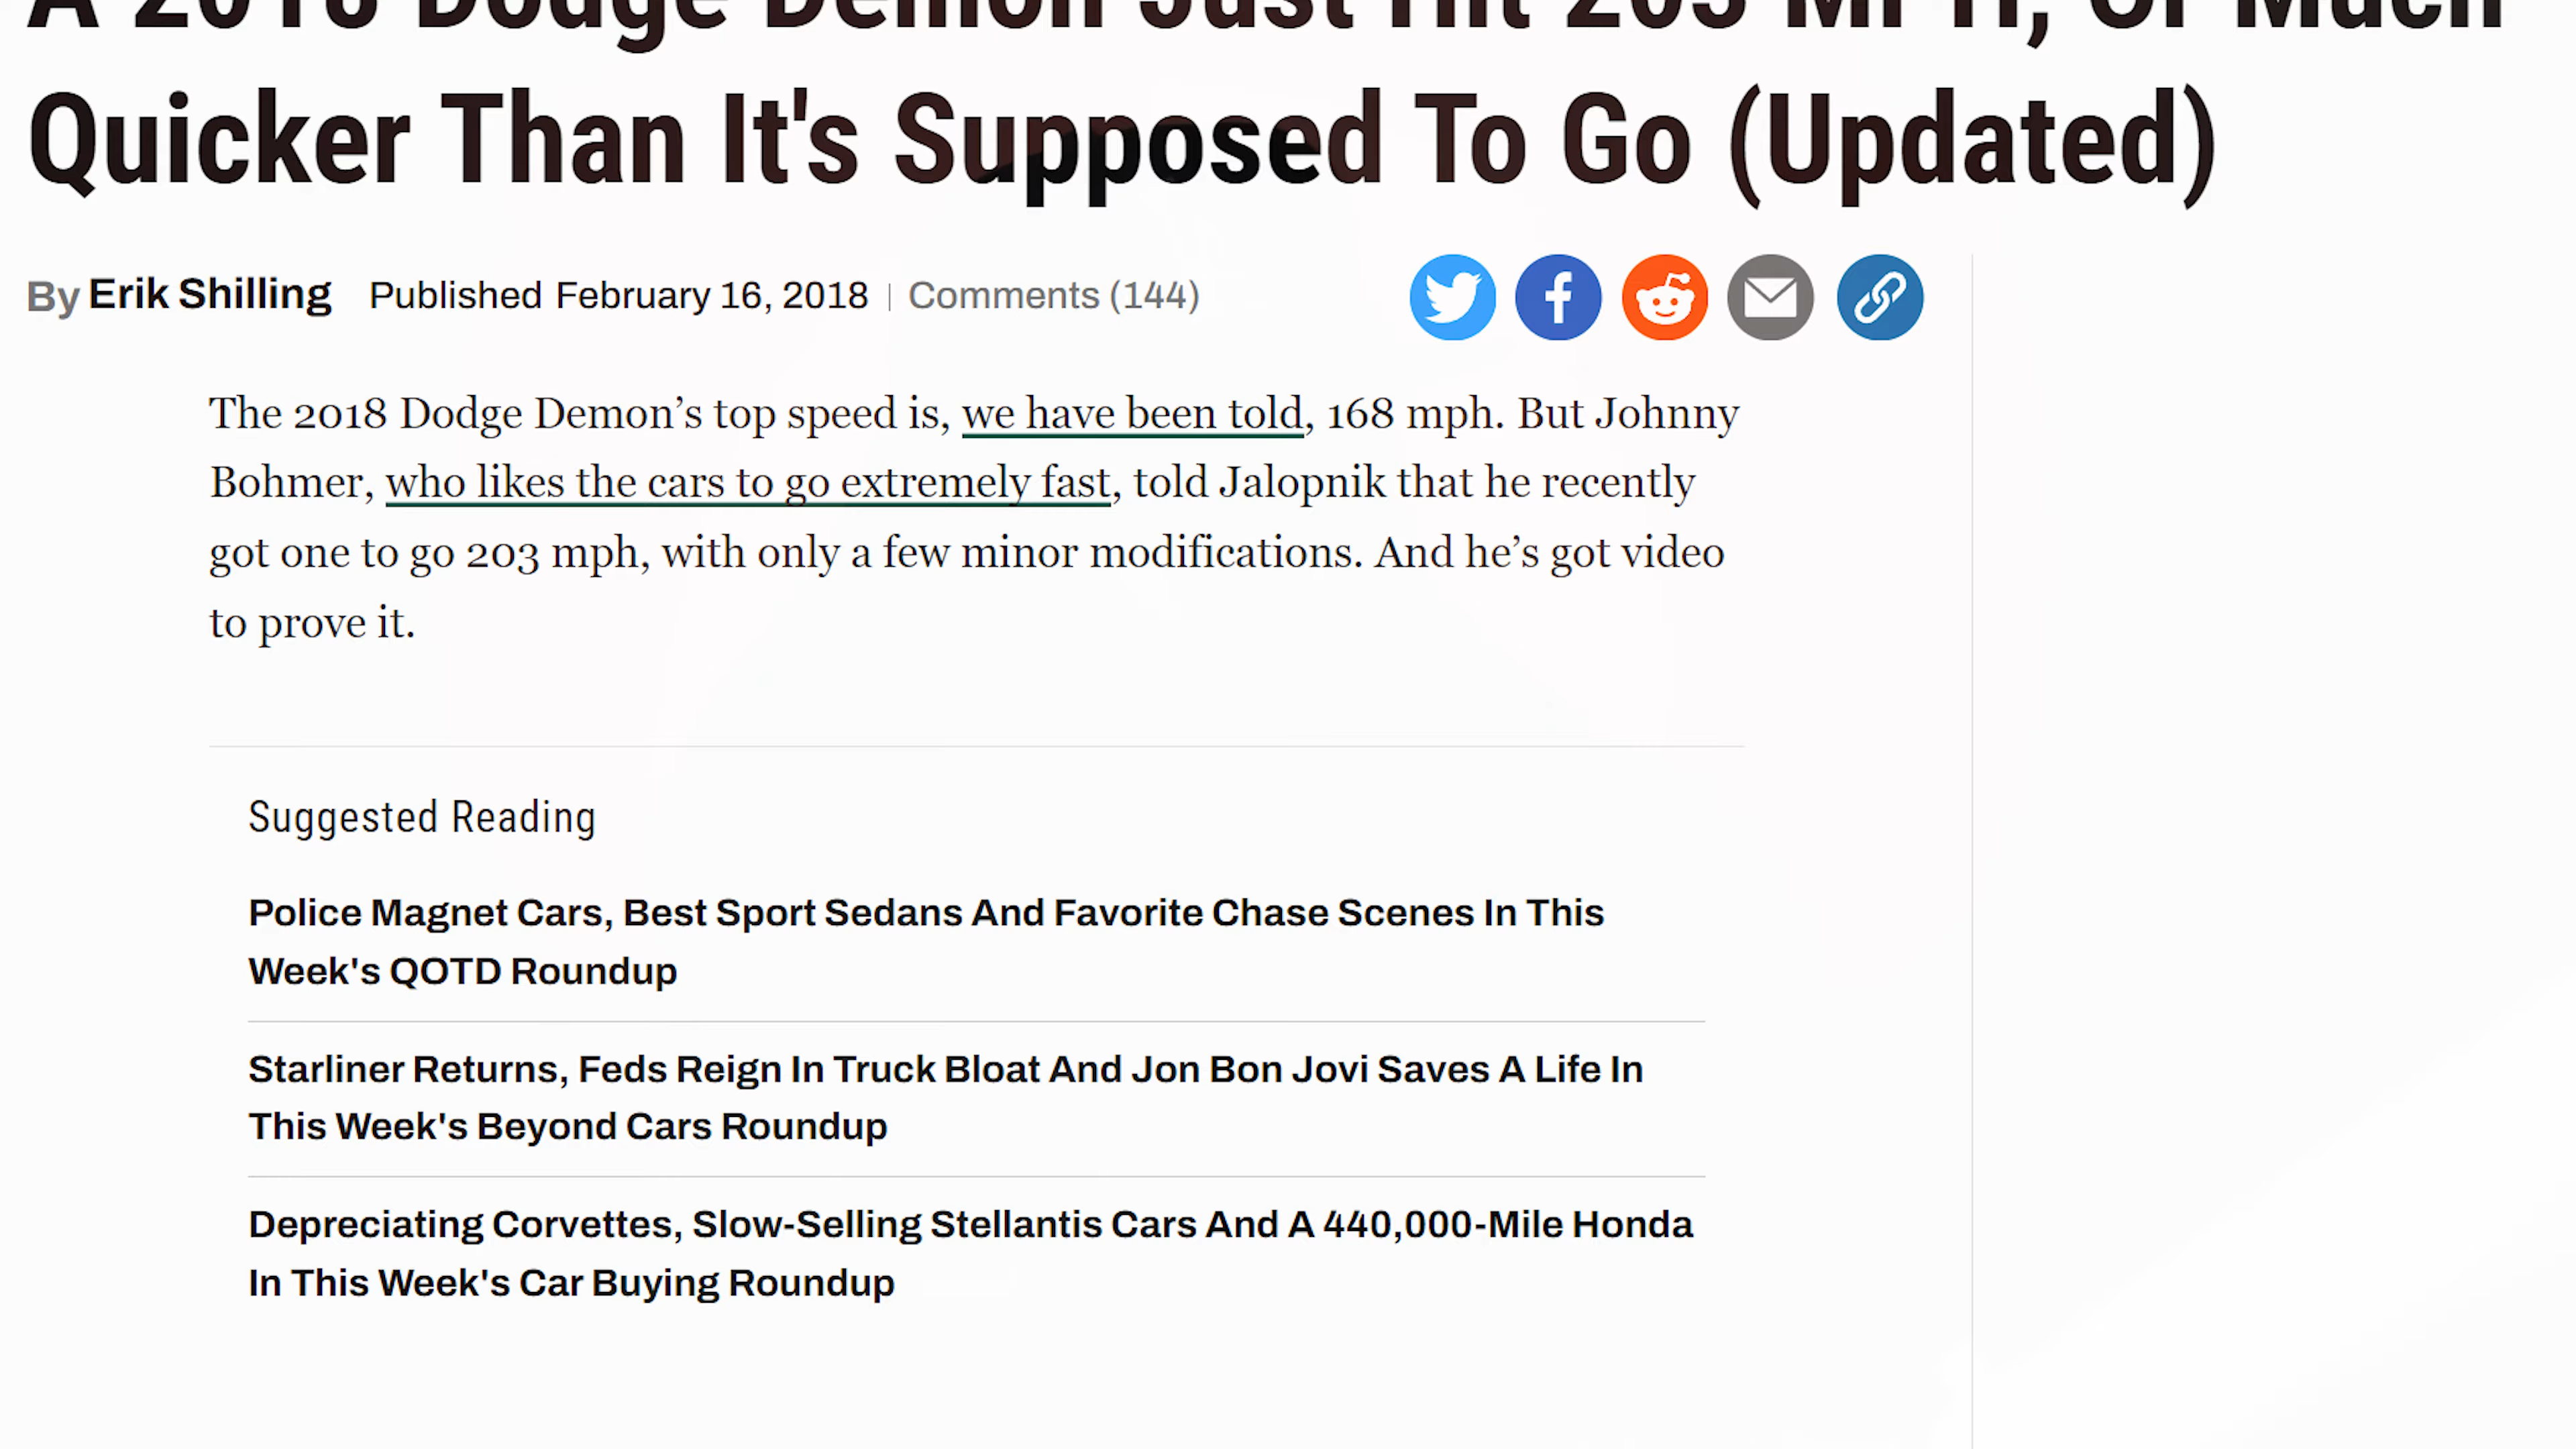 A 2018 Dodge Demon Just Hit 203 MPH, Or Much
Quicker Than It's Supposed To Go (Updated)
By Erik Shilling Published February 16, 2018 | Comments (144)
The 2018 Dodge Demon’s top speed is, we have been told, 168 mph. But Johnny
Bohmer, who likes the cars to go extremely fast, told Jalopnik that he recently
got one to go 203 mph, with only a few minor modifications. And he’s got video
to prove it.
Suggested Reading
Police Magnet Cars, Best Sport Sedans And Favorite Chase Scenes In This
Week's QOTD Roundup
Starliner Returns, Feds Reign In Truck Bloat And Jon Bon Jovi Saves A Life In
This Week's Beyond Cars Roundup
Depreciating Corvettes, Slow-Selling Stellantis Cars And A 440,000-Mile Honda
In This Week's Car Buying Roundup